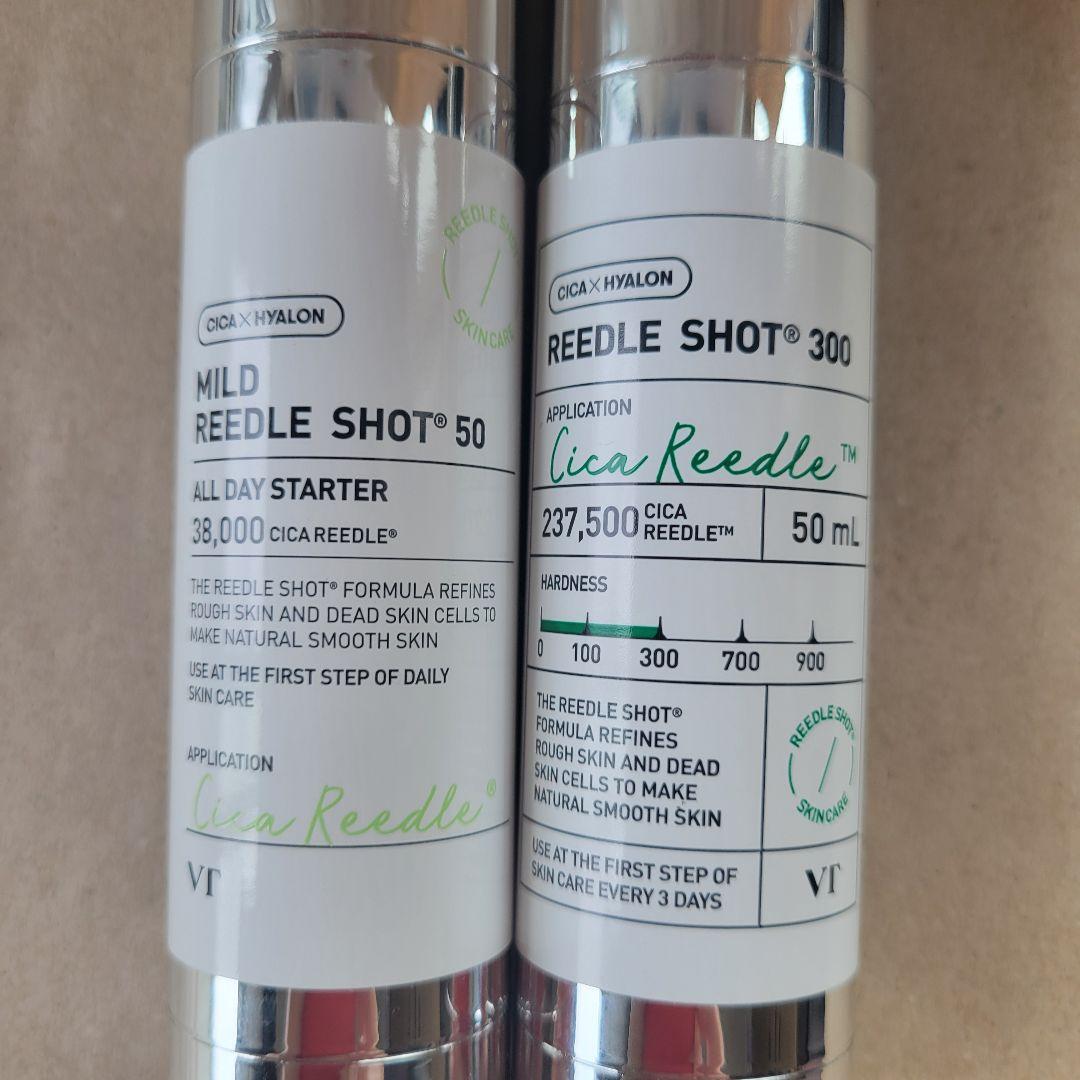 REEDLE SHOT
SKINCARE
CICA×HYALON
MILD
REEDLE SHOT® 50
ALL DAY STARTER
38,000 CICA REEDLE®
THE REEDLE SHOT® FORMULA REFINES
ROUGH SKIN AND DEAD SKIN CELLS TO
MAKE NATURAL SMOOTH SKIN
USE AT THE FIRST STEP OF DAILY
SKIN CARE
APPLICATION
Cica Reedle®
VT
CICA×HYALON
REEDLE SHOT® 300
APPLICATION
Cica Reedle™
237,500 CICA
REEDLE™
50 mL
HARDNESS
0 100 300 700 900
THE REEDLE SHOT®
FORMULA REFINES
ROUGH SKIN AND DEAD
SKIN CELLS TO MAKE
NATURAL SMOOTH SKIN
REEDLE SHOT®
SKINCARE
USE AT THE FIRST STEP OF
SKIN CARE EVERY 3 DAYS
VT